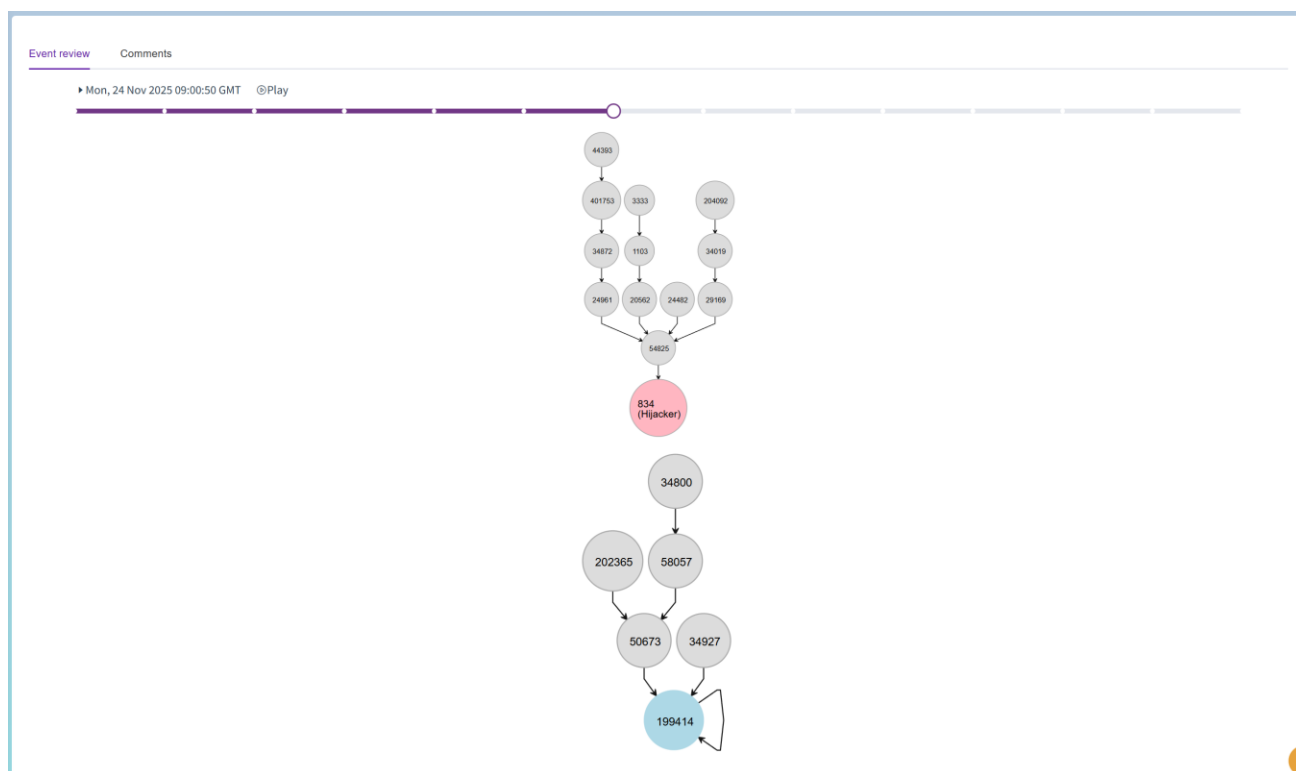 Event review Comments
Mon, 24 Nov 2025 09:00:50 GMT Play
44393
401753 3333 204092
34872 1103 34019
24961 20562 24482 29169
54825
834
(Hijacker)
34800
202365 58057
50673 34927
199414